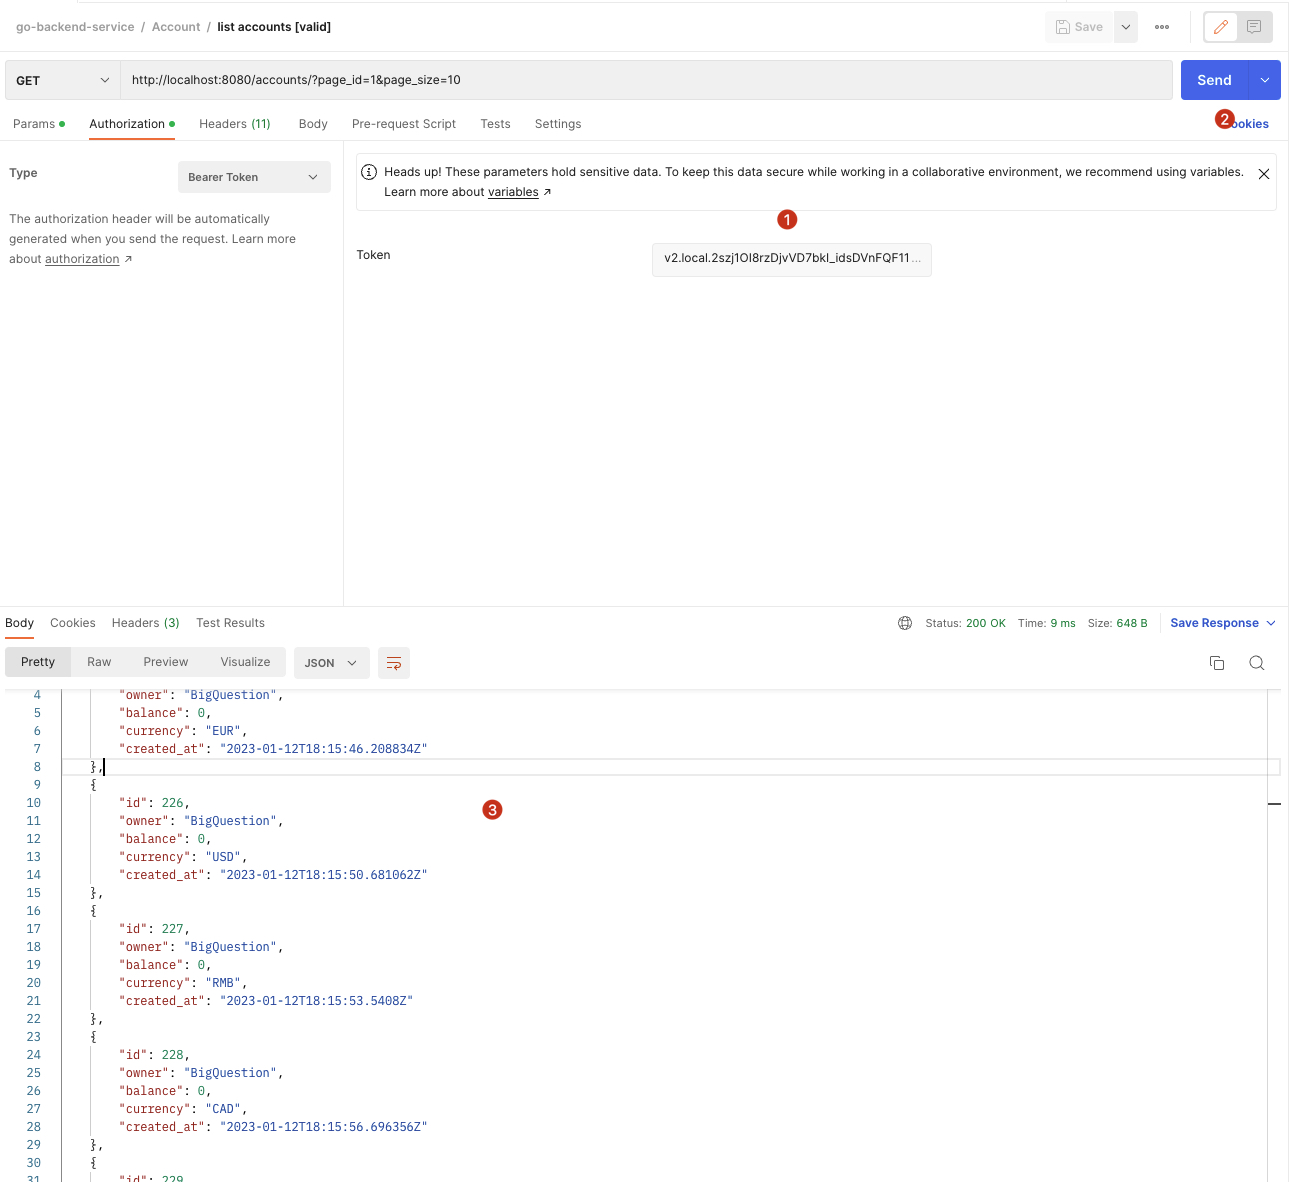 go-backend-service / Account / list accounts [valid]
Save
GET
http://localhost:8080/accounts/?page_id=1&page_size=10
Send
Params
Authorization
Headers (11)
Body
Pre-request Script
Tests
Settings
2
ookies
Type
Bearer Token
The authorization header will be automatically
generated when you send the request. Learn more
about authorization ↗
Heads up! These parameters hold sensitive data. To keep this data secure while working in a collaborative environment, we recommend using variables.
Learn more about variables ↗
1
Token
Body
Cookies
Headers (3)
Test Results
Status: 200 OK
Time: 9 ms
Size: 648 B
Save Response
Pretty
Raw
Preview
Visualize
JSON
4 "owner": "BigQuestion",
5 "balance": 0,
6 "currency": "EUR",
7 "created_at": "2023-01-12T18:15:46.208834Z"
8 },
9 {
10 "id": 226,
11 "owner": "BigQuestion",
3
12 "balance": 0,
13 "currency": "USD",
14 "created_at": "2023-01-12T18:15:50.681062Z"
15 },
16 {
17 "id": 227,
18 "owner": "BigQuestion",
19 "balance": 0,
20 "currency": "RMB",
21 "created_at": "2023-01-12T18:15:53.5408Z"
22 },
23 {
24 "id": 228,
25 "owner": "BigQuestion",
26 "balance": 0,
27 "currency": "CAD",
28 "created_at": "2023-01-12T18:15:56.696356Z"
29 },
30 {
31 "id": 229